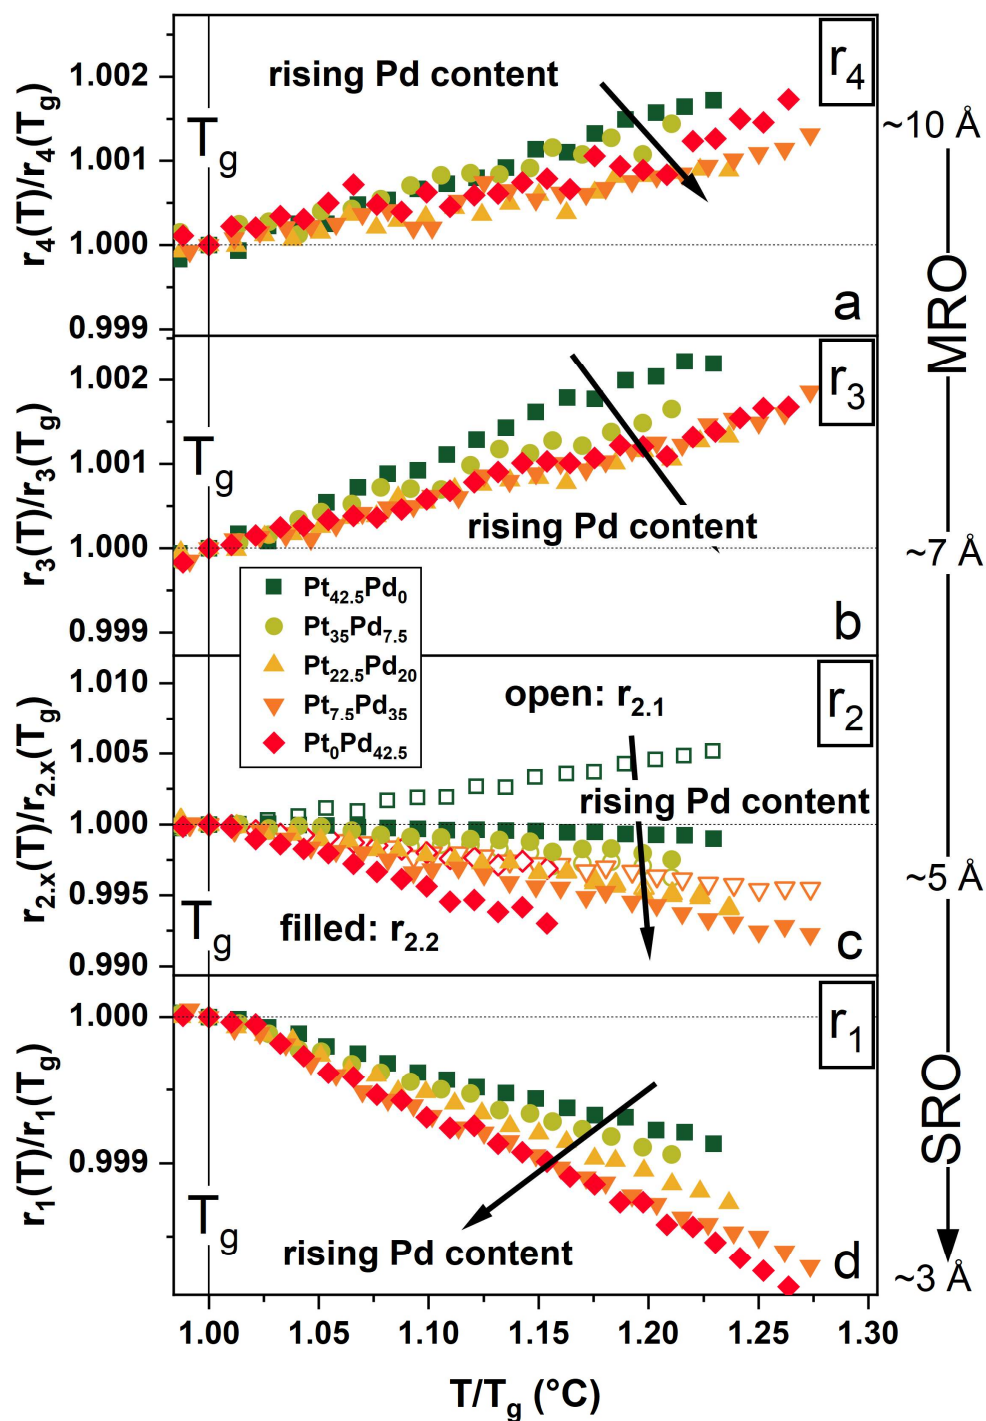 r4(T)/r4(Tg)
1.002
1.001
1.000
0.999
rising Pd content
Tg
r4
a
~10 Å
MRO
r3(T)/r3(Tg)
1.002
1.001
1.000
0.999
Tg
rising Pd content
r3
b
~7 Å
Pt42.5Pd0
Pt35Pd7.5
Pt22.5Pd20
Pt7.5Pd35
Pt0Pd42.5
r2.x(T)/r2.x(Tg)
1.010
1.005
1.000
0.995
0.990
open: r2.1
rising Pd content
filled: r2.2
Tg
r2
c
~5 Å
SRO
r1(T)/r1(Tg)
1.000
0.999
Tg
rising Pd content
r1
d
~3 Å
1.00 1.05 1.10 1.15 1.20 1.25 1.30
T/Tg (°C)